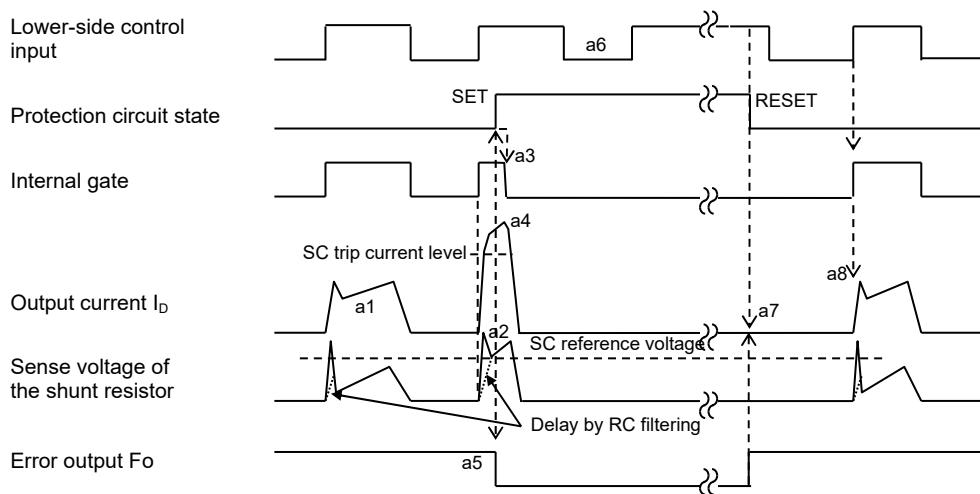 Lower-side control
input
a6
Protection circuit state
SET
RESET
a3
Internal gate
a4
SC trip current level
a8
Output current I_D
a1
a7
a2
SC reference voltage
Sense voltage of
the shunt resistor
Delay by RC filtering
Error output Fo
a5